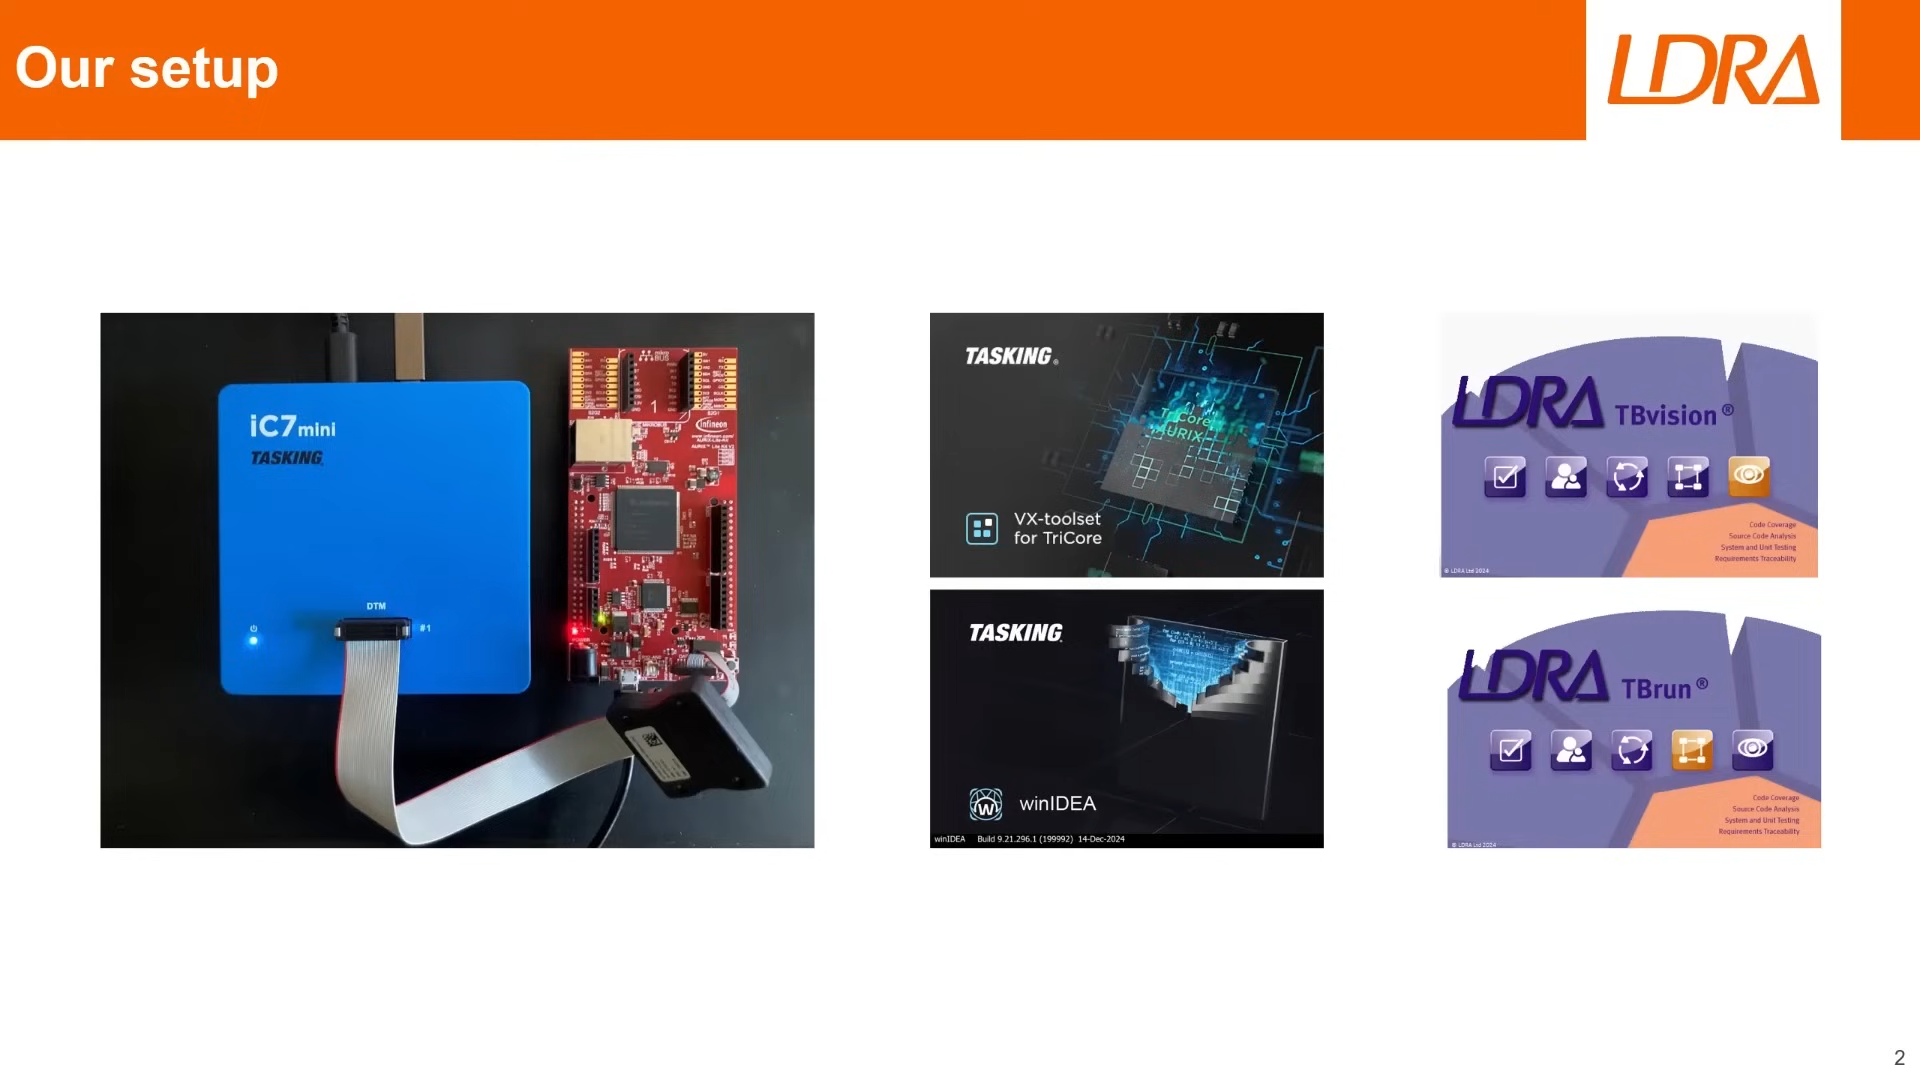 Our setup
LDRA
iC7mini
TASKING
DTM
#1
1
infineon
TASKING
TriCore
AURIX
VX-toolset
for TriCore
TASKING
winIDEA
winIDEA Build 9.21.296.1 (199992) 14-Dec-2024
LDRA TBvision®
Code Coverage
Source Code Analysis
System and Unit Testing
Requirements Traceability
© LDRA Ltd 2024
LDRA TBrun®
Code Coverage
Source Code Analysis
System and Unit Testing
Requirements Traceability
© LDRA Ltd 2024
2